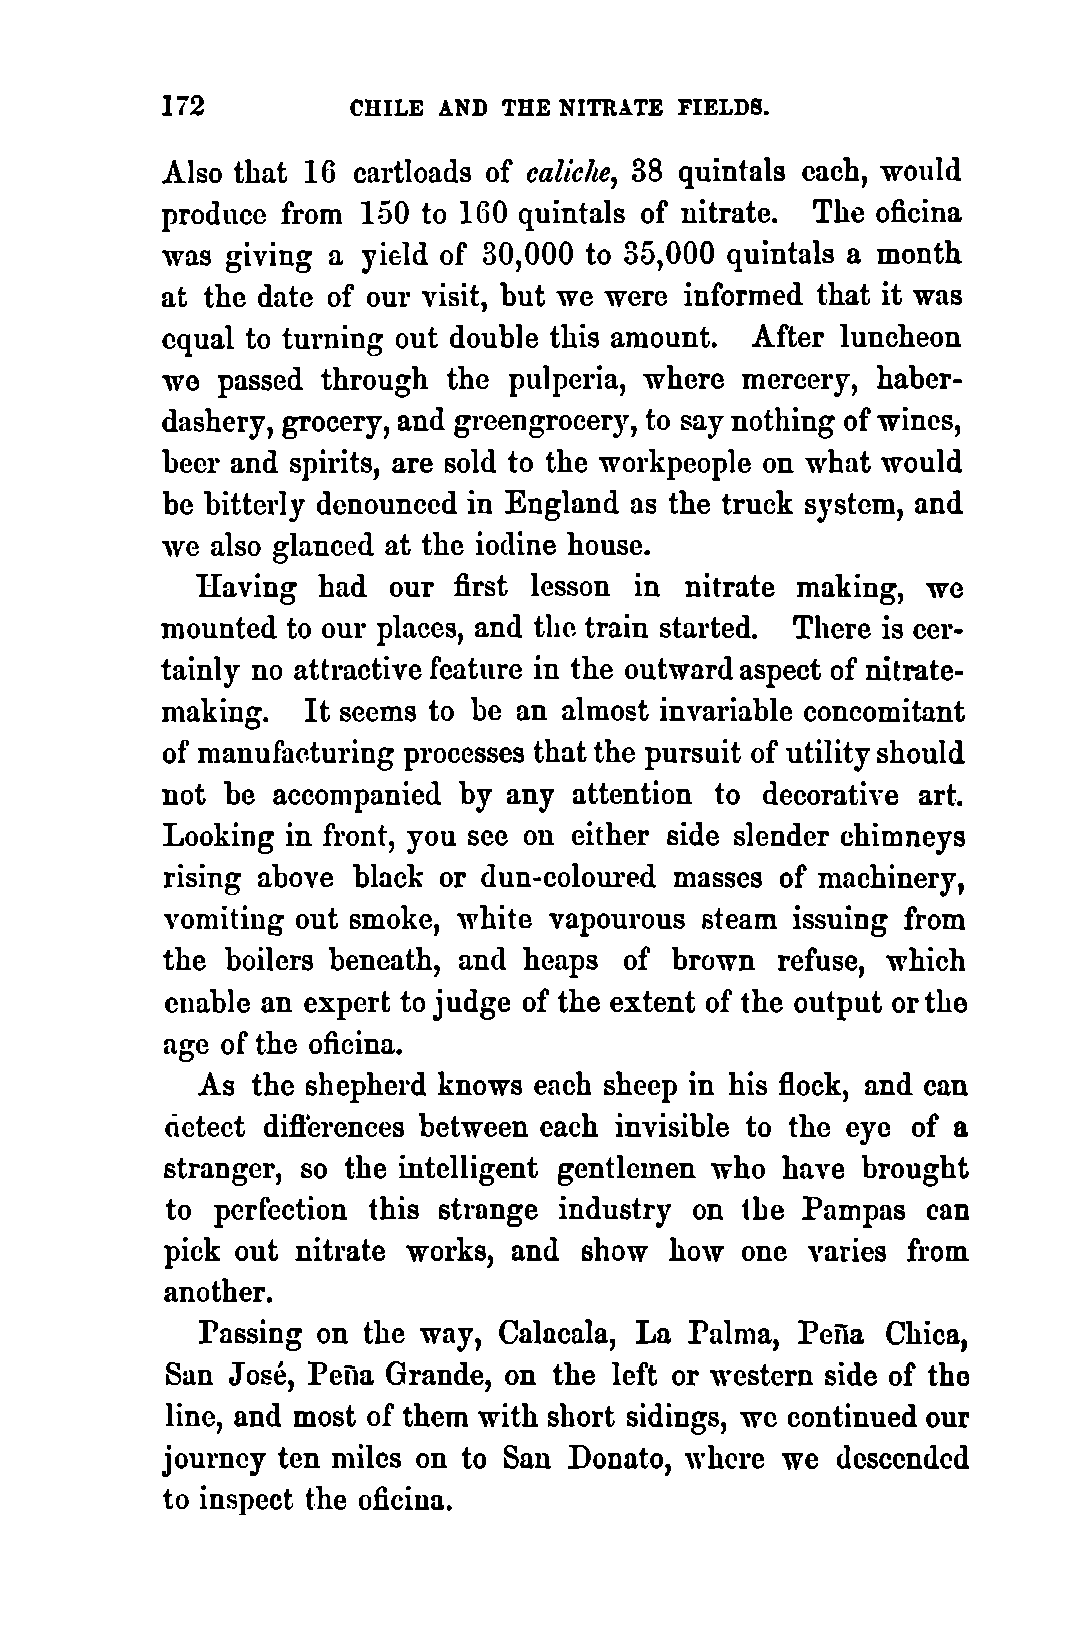 172 CHILE AND THE NITRATE FIELDS.
Also that 16 cartloads of caliche, 38 quintals each, would
produce from 150 to 160 quintals of nitrate. The oficina
was giving a yield of 30,000 to 35,000 quintals a month
at the date of our visit, but we were informed that it was
equal to turning out double this amount. After luncheon
we passed through the pulperia, where mercery, haber-
dashery, grocery, and greengrocery, to say nothing of wines,
beer and spirits, are sold to the workpeople on what would
be bitterly denounced in England as the truck system, and
we also glanced at the iodine house.
Having had our first lesson in nitrate making, we
mounted to our places, and the train started. There is cer-
tainly no attractive feature in the outward aspect of nitrate-
making. It seems to be an almost invariable concomitant
of manufacturing processes that the pursuit of utility should
not be accompanied by any attention to decorative art.
Looking in front, you see on either side slender chimneys
rising above black or dun-coloured masses of machinery,
vomiting out smoke, white vapourous steam issuing from
the boilers beneath, and heaps of brown refuse, which
enable an expert to judge of the extent of the output or the
age of the oficina.
As the shepherd knows each sheep in his flock, and can
detect differences between each invisible to the eye of a
stranger, so the intelligent gentlemen who have brought
to perfection this strange industry on the Pampas can
pick out nitrate works, and show how one varies from
another.
Passing on the way, Calacala, La Palma, Peña Chica,
San José, Peña Grande, on the left or western side of the
line, and most of them with short sidings, we continued our
journey ten miles on to San Donato, where we descended
to inspect the oficina.